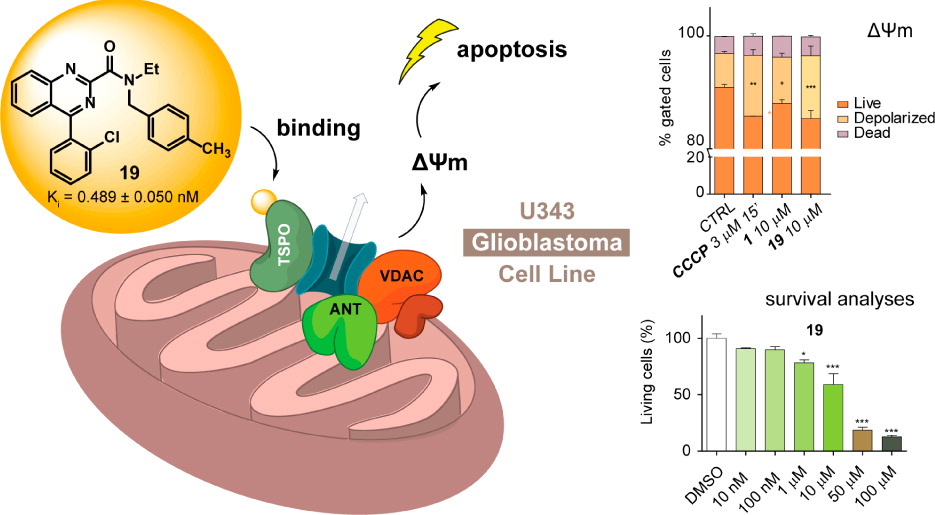 O
N
N
N
Et
Cl
CH3
19
Ki = 0.489 ± 0.050 nM
binding
apoptosis
ΔΨm
TSPO
VDAC
ANT
U343
Glioblastoma
Cell Line
ΔΨm
% gated cells
100
80
20
0
**
*
*
***
Live
Depolarized
Dead
CTRL
CCCP 3 μM 15'
1 10 μM
19 10 μM
survival analyses
19
Living cells (%)
100
50
0
*
***
***
***
DMSO
10 nM
100 nM
1 μM
10 μM
50 μM
100 μM